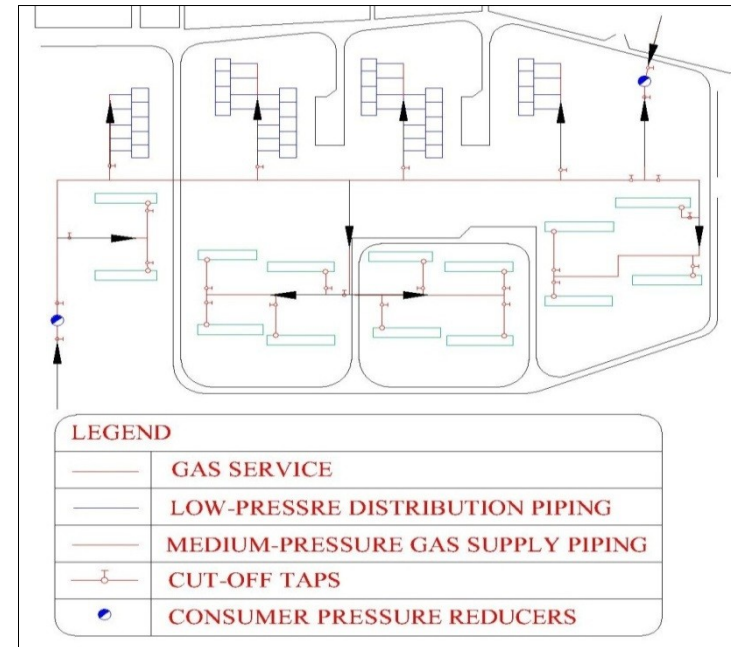 LEGEND
GAS SERVICE
LOW-PRESSRE DISTRIBUTION PIPING
MEDIUM-PRESSURE GAS SUPPLY PIPING
CUT-OFF TAPS
CONSUMER PRESSURE REDUCERS